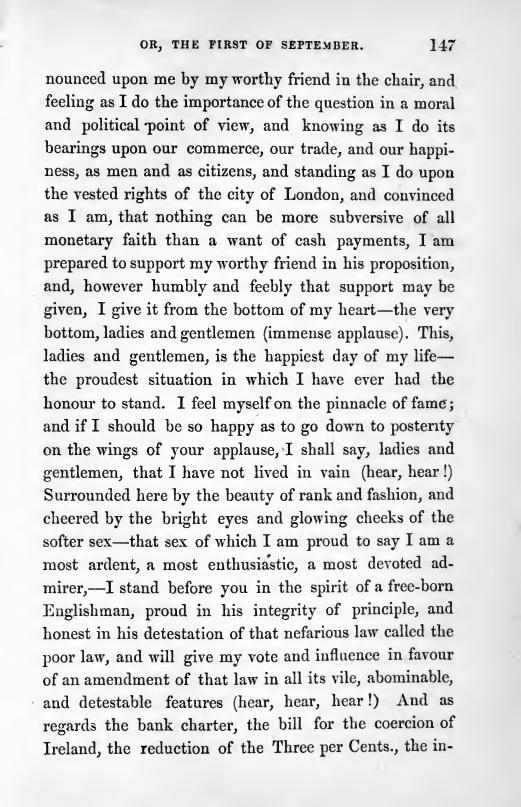 OR, THE FIRST OF SEPTEMBER. 147
nounced upon me by my worthy friend in the chair, and
feeling as I do the importance of the question in a moral
and political point of view, and knowing as I do its
bearings upon our commerce, our trade, and our happi-
ness, as men and as citizens, and standing as I do upon
the vested rights of the city of London, and convinced
as I am, that nothing can be more subversive of all
monetary faith than a want of cash payments, I am
prepared to support my worthy friend in his proposition,
and, however humbly and feebly that support may be
given, I give it from the bottom of my heart—the very
bottom, ladies and gentlemen (immense applause). This,
ladies and gentlemen, is the happiest day of my life—
the proudest situation in which I have ever had the
honour to stand. I feel myself on the pinnacle of fame;
and if I should be so happy as to go down to posterity
on the wings of your applause, I shall say, ladies and
gentlemen, that I have not lived in vain (hear, hear!)
Surrounded here by the beauty of rank and fashion, and
cheered by the bright eyes and glowing cheeks of the
softer sex—that sex of which I am proud to say I am a
most ardent, a most enthusiastic, a most devoted ad-
mirer,—I stand before you in the spirit of a free-born
Englishman, proud in his integrity of principle, and
honest in his detestation of that nefarious law called the
poor law, and will give my vote and influence in favour
of an amendment of that law in all its vile, abominable,
and detestable features (hear, hear, hear!) And as
regards the bank charter, the bill for the coercion of
Ireland, the reduction of the Three per Cents., the in-